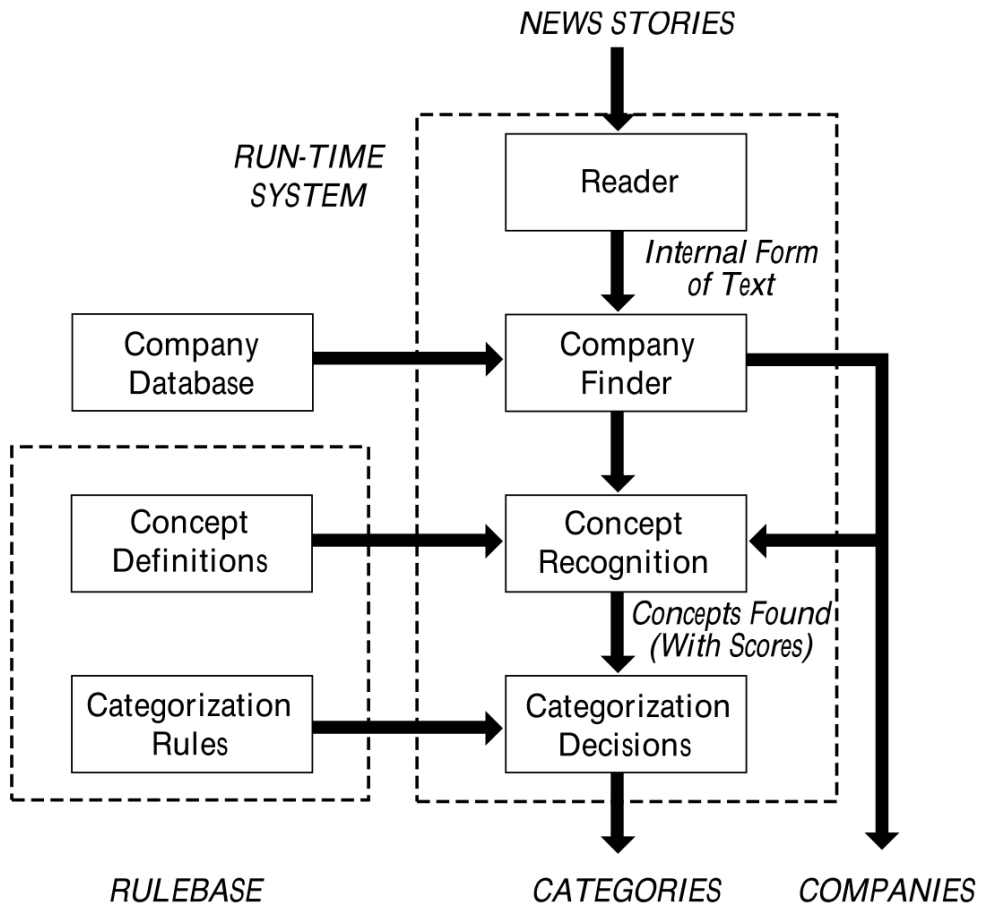 NEWS STORIES
RUN-TIME
SYSTEM
Reader
Internal Form
of Text
Company
Database
Company
Finder
Concept
Definitions
Concept
Recognition
Concepts Found
(With Scores)
Categorization
Rules
Categorization
Decisions
RULEBASE
CATEGORIES
COMPANIES